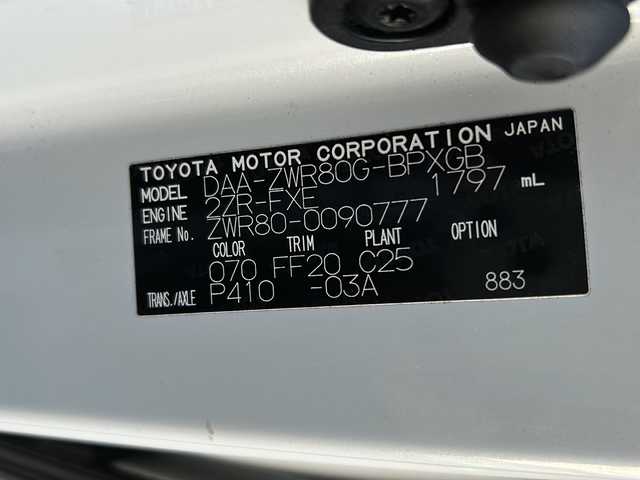 TOYOTA MOTOR CORPORATION JAPAN
MODEL DAA-ZWR80G-BPXGB
ENGINE 2ZR-FXE 1797 mL
FRAME No. ZWR80-0090777
COLOR TRIM PLANT OPTION
070 FF20 C25
TRANS./AXLE P410 -03A 883